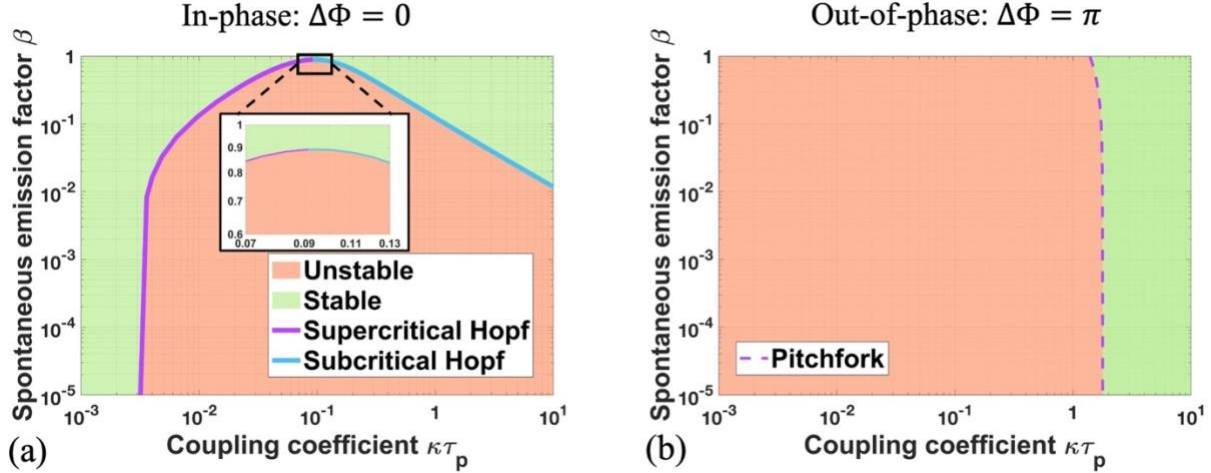 In-phase: ΔΦ = 0
Out-of-phase: ΔΦ = π
Spontaneous emission factor β
1
10⁻¹
10⁻²
10⁻³
10⁻⁴
10⁻⁵
1
0.9
0.8
0.7
0.6
0.07 0.09 0.11 0.13
Unstable
Stable
Supercritical Hopf
Subcritical Hopf
10⁻³ 10⁻² 10⁻¹ 1 10¹
Coupling coefficient κτₚ
(a)
Spontaneous emission factor β
1
10⁻¹
10⁻²
10⁻³
10⁻⁴
10⁻⁵
Pitchfork
10⁻³ 10⁻² 10⁻¹ 1 10¹
Coupling coefficient κτₚ
(b)